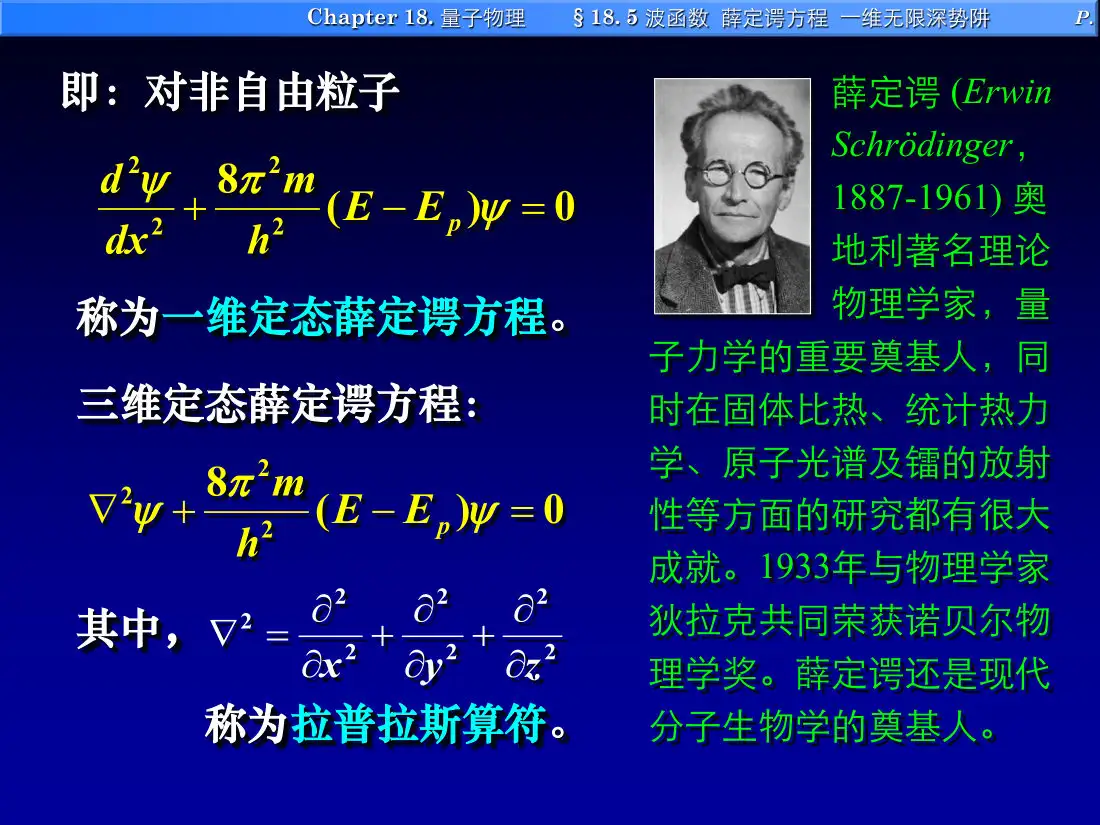 Chapter 18. 量子物理 § 18. 5 波函数 薛定谔方程 一维无限深势阱 P.
即：对非自由粒子
d²ψ/dx² + 8π²m/h² (E − E_p)ψ = 0
称为一维定态薛定谔方程。
三维定态薛定谔方程：
∇²ψ + 8π²m/h² (E − E_p)ψ = 0
其中，∇² = ∂²/∂x² + ∂²/∂y² + ∂²/∂z²
称为拉普拉斯算符。
薛定谔 (Erwin
Schrödinger，
1887-1961) 奥
地利著名理论
物理学家，量
子力学的重要奠基人，同
时在固体比热、统计热力
学、原子光谱及镭的放射
性等方面的研究都有很大
成就。1933年与物理学家
狄拉克共同荣获诺贝尔物
理学奖。薛定谔还是现代
分子生物学的奠基人。